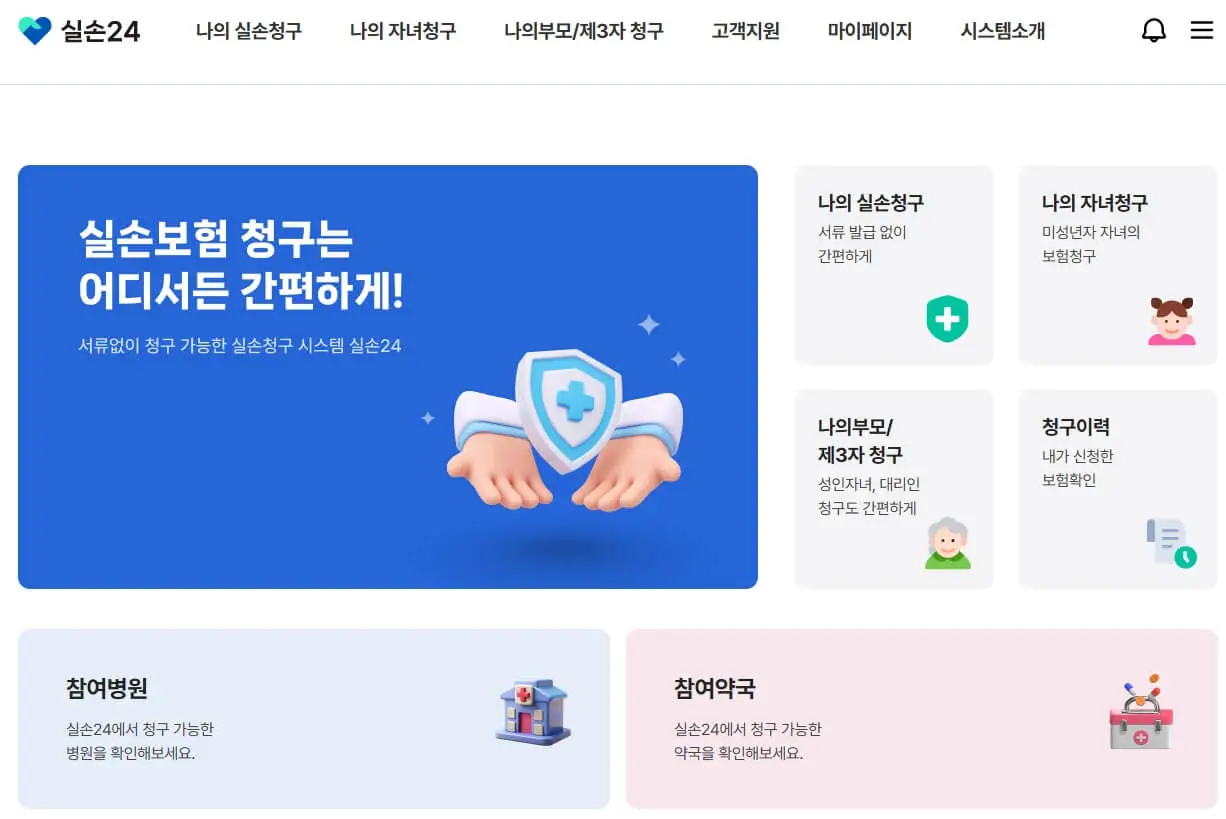 실손24
나의 실손청구
나의 자녀청구
나의부모/제3자 청구
고객지원
마이페이지
시스템소개
실손보험 청구는
어디서든 간편하게!
서류없이 청구 가능한 실손청구 시스템 실손24
나의 실손청구
서류 발급 없이
간편하게
나의 자녀청구
미성년자 자녀의
보험청구
나의부모/
제3자 청구
성인자녀, 대리인
청구도 간편하게
청구이력
내가 신청한
보험확인
참여병원
실손24에서 청구 가능한
병원을 확인해보세요.
참여약국
실손24에서 청구 가능한
약국을 확인해보세요.